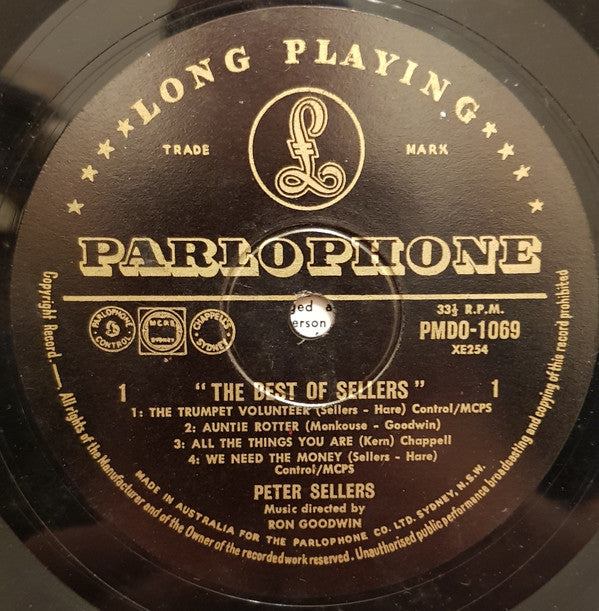 ★★★★LONG PLAYING★★★★
TRADE MARK
£
PARLOPHONE
33⅓ R.P.M.
PMDO-1069
XE254
PARLOPHONE CONTROL
SYDNEY
CHAPPELL'S SYDNEY
ged a
erson
1 "THE BEST OF SELLERS" 1
1: THE TRUMPET VOLUNTEER (Sellers - Hare) Control/MCPS
2: AUNTIE ROTTER (Monkouse - Goodwin)
3: ALL THE THINGS YOU ARE (Kern) Chappell
4: WE NEED THE MONEY (Sellers - Hare)
Control/MCPS
PETER SELLERS
Music directed by
RON GOODWIN
MADE IN AUSTRALIA FOR THE PARLOPHONE CO. LTD. SYDNEY, N.S.W.
Copyright Record.— All rights of the Manufacturer and of the Owner of the recorded work reserved. Unauthorised public performance broadcasting and copying of this record prohibited